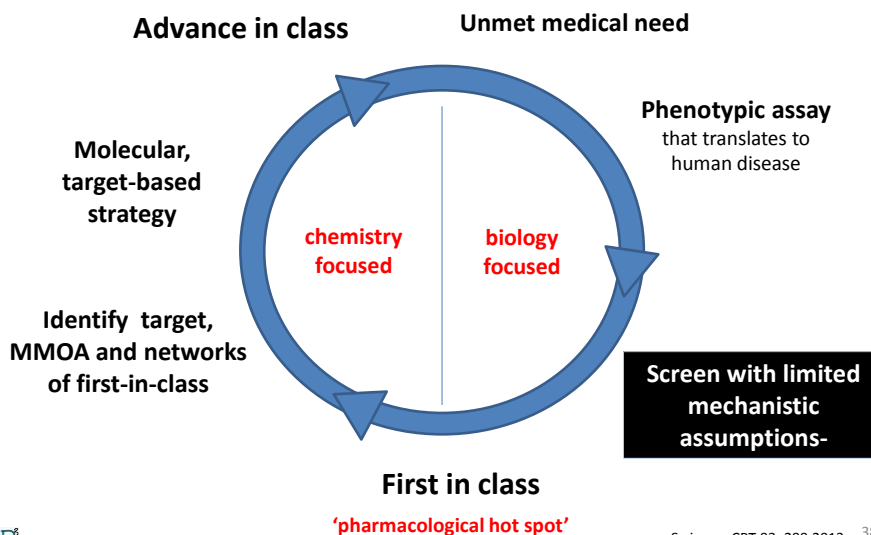 Advance in class
Unmet medical need
Phenotypic assay
that translates to
human disease
Molecular,
target-based
strategy
chemistry
focused
biology
focused
Identify target,
MMOA and networks
of first-in-class
Screen with limited
mechanistic
assumptions-
First in class
'pharmacological hot spot'